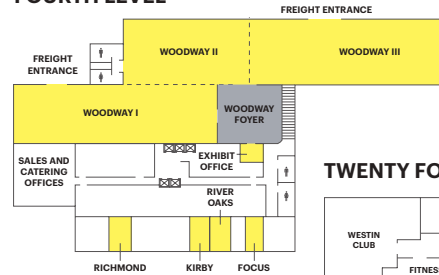 FOURTH LEVEL
FREIGHT ENTRANCE
WOODWAY II
WOODWAY III
FREIGHT
ENTRANCE
WOODWAY I
WOODWAY
FOYER
SALES AND
CATERING
OFFICES
EXHIBIT
OFFICE
RIVER
OAKS
RICHMOND
KIRBY
FOCUS
TWENTY FO
WESTIN
CLUB
FITNES